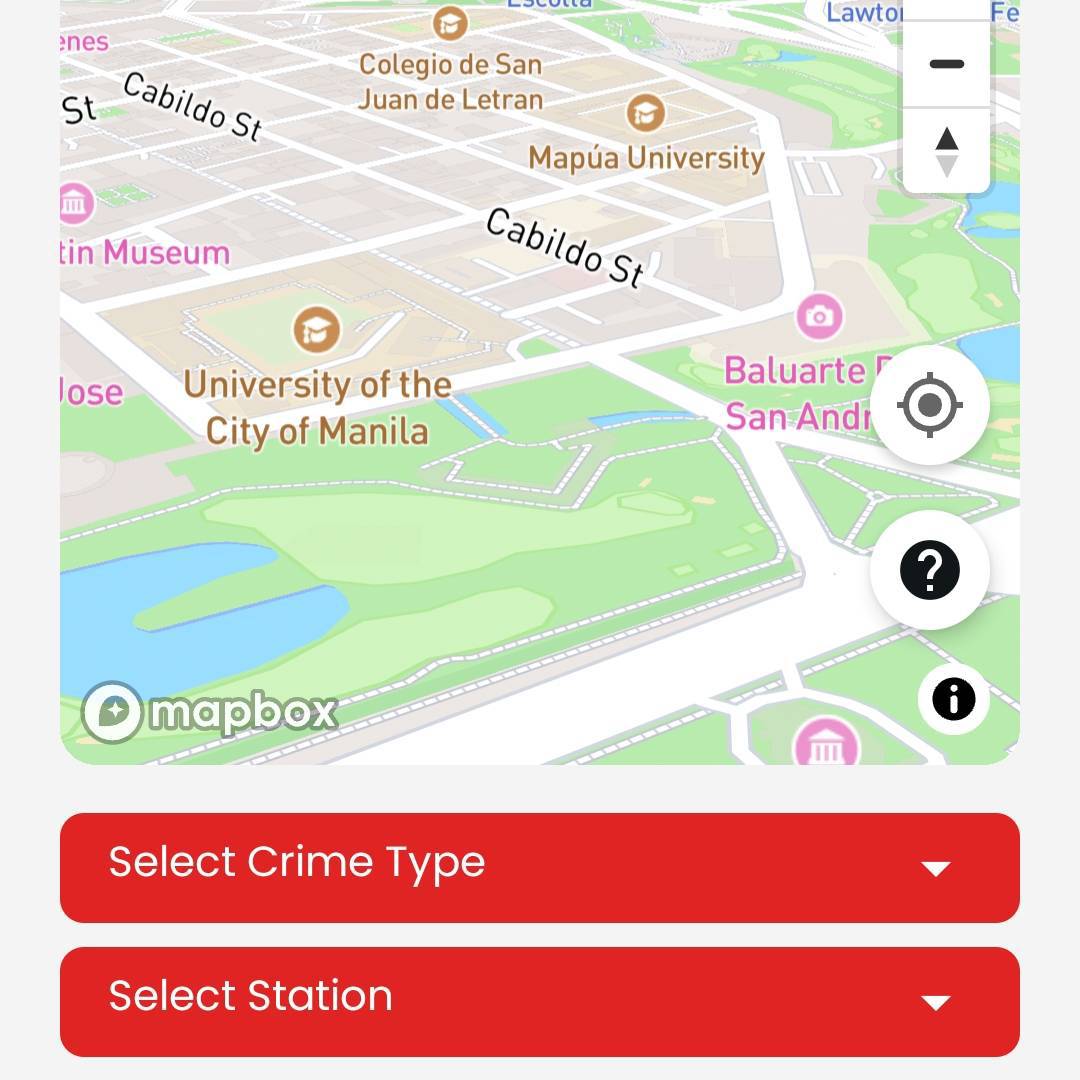 Escolta
Lawton
Fe
enes
Colegio de San
Juan de Letran
St
Cabildo St
Mapúa University
Cabildo St
tin Museum
University of the
City of Manila
Jose
Baluarte
San Andr
mapbox
Select Crime Type
Select Station